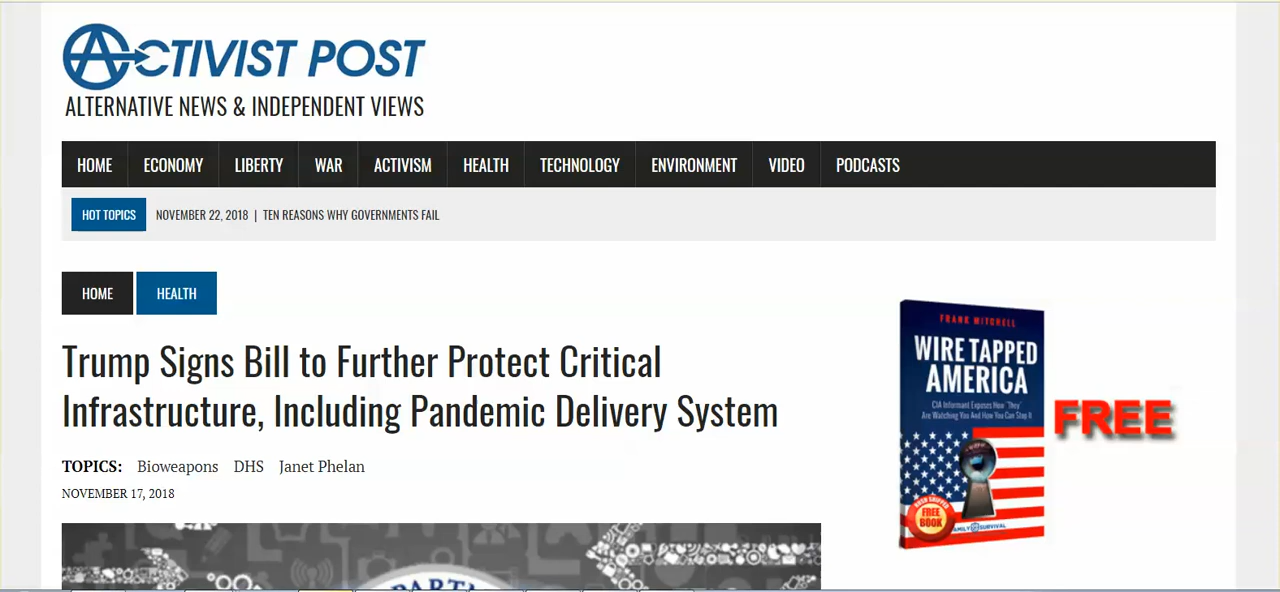 ACTIVIST POST
ALTERNATIVE NEWS & INDEPENDENT VIEWS
HOME ECONOMY LIBERTY WAR ACTIVISM HEALTH TECHNOLOGY ENVIRONMENT VIDEO PODCASTS
HOT TOPICS NOVEMBER 22, 2018 | TEN REASONS WHY GOVERNMENTS FAIL
HOME HEALTH
Trump Signs Bill to Further Protect Critical
Infrastructure, Including Pandemic Delivery System
TOPICS: Bioweapons DHS Janet Phelan
NOVEMBER 17, 2018
FRANK MITCHELL
WIRE TAPPED
AMERICA
CIA Informant Exposes How "They"
Are Watching You And How You Can Stop It
FREE
BOOK
FAMILY SURVIVAL
FREE